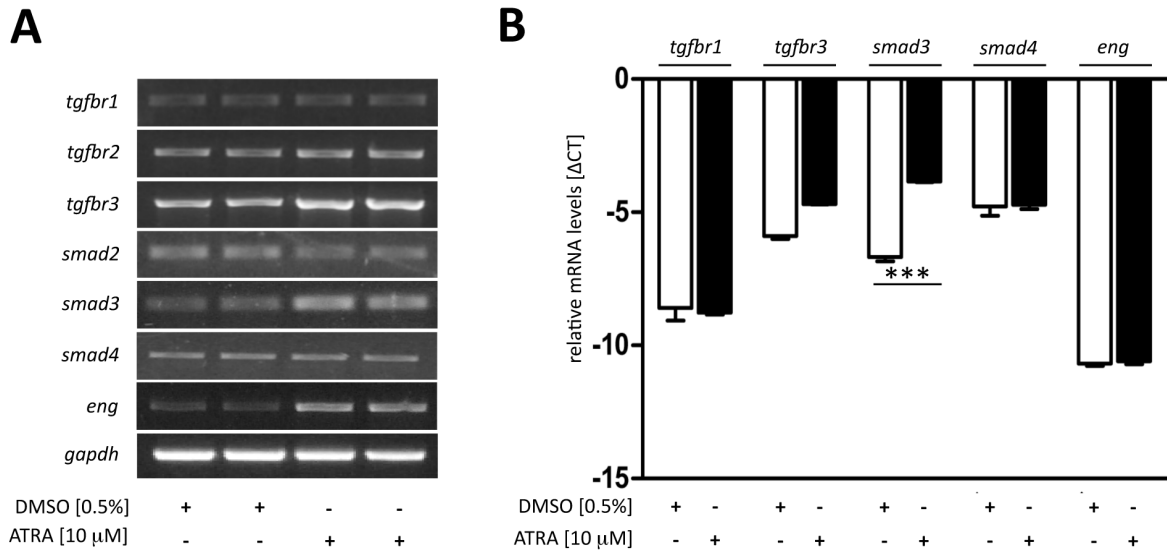 A
tgfbr1
tgfbr2
tgfbr3
smad2
smad3
smad4
eng
gapdh
DMSO [0.5%] + + - -
ATRA [10 μM] - - + +
B
tgfbr1 tgfbr3 smad3 smad4 eng
relative mRNA levels [ΔCT]
0
-5
-10
-15
***
DMSO [0.5%] + - + - + - + - + -
ATRA [10 μM] - + - + - + - + - +